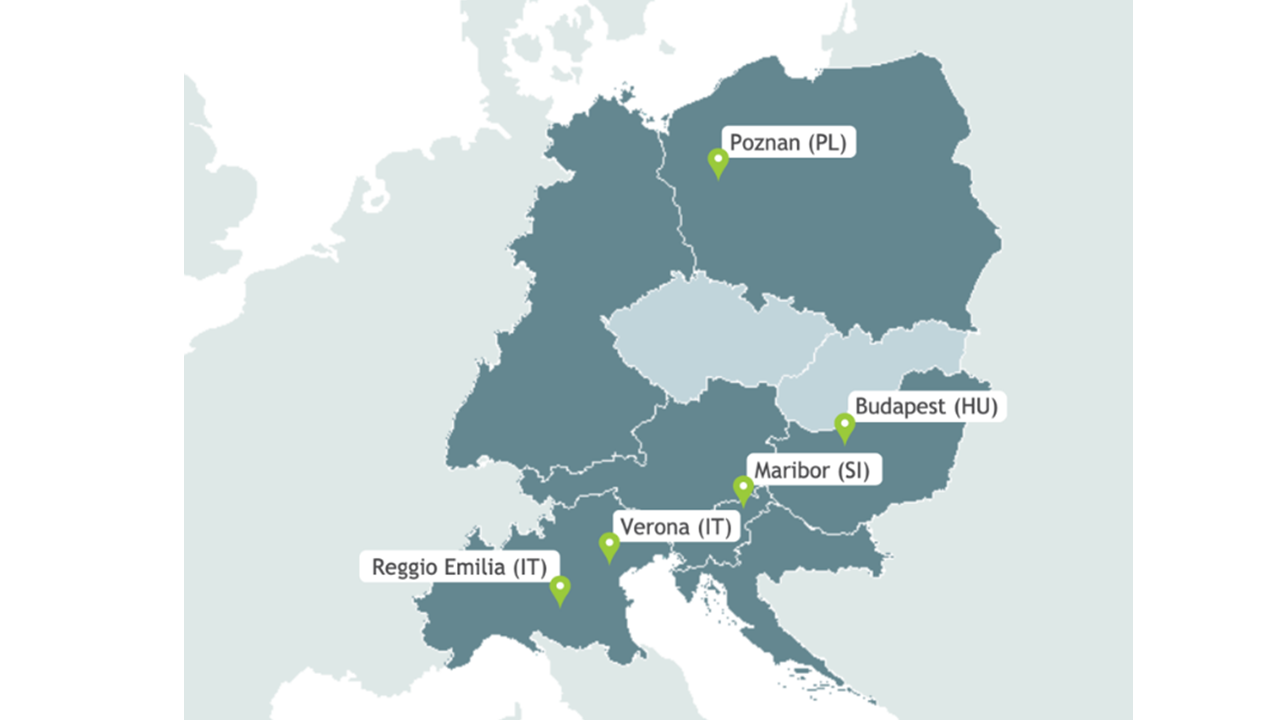 Poznan (PL)
Budapest (HU)
Maribor (SI)
Verona (IT)
Reggio Emilia (IT)